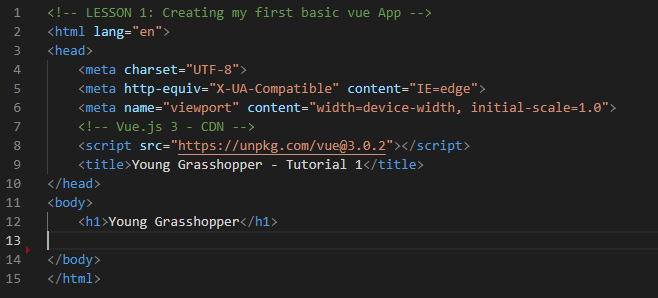 1 <!-- LESSON 1: Creating my first basic vue App -->
2 <html lang="en">
3 <head>
4     <meta charset="UTF-8">
5     <meta http-equiv="X-UA-Compatible" content="IE=edge">
6     <meta name="viewport" content="width=device-width, initial-scale=1.0">
7     <!-- Vue.js 3 - CDN -->
8     <script src="https://unpkg.com/vue@3.0.2"></script>
9     <title>Young Grasshopper - Tutorial 1</title>
10 </head>
11 <body>
12     <h1>Young Grasshopper</h1>
13
14 </body>
15 </html>